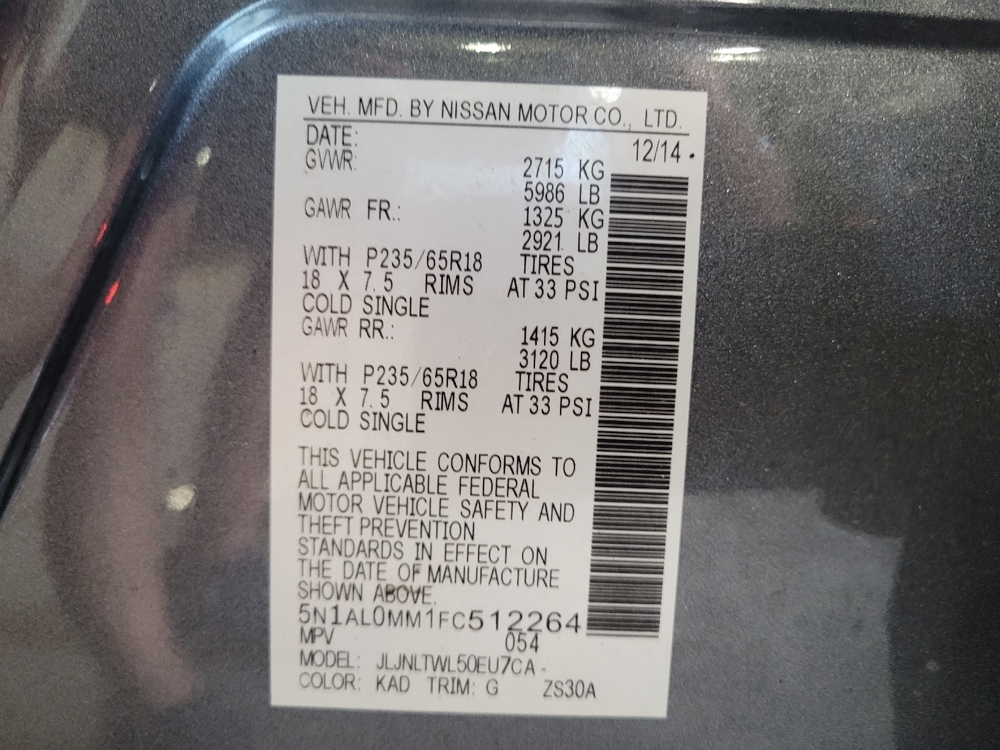 VEH. MFD. BY NISSAN MOTOR CO., LTD.
DATE: 12/14
GVWR: 2715 KG
5986 LB
GAWR FR.: 1325 KG
2921 LB
WITH P235/65R18 TIRES
18 X 7.5 RIMS AT 33 PSI
COLD SINGLE
GAWR RR.: 1415 KG
3120 LB
WITH P235/65R18 TIRES
18 X 7.5 RIMS AT 33 PSI
COLD SINGLE
THIS VEHICLE CONFORMS TO
ALL APPLICABLE FEDERAL
MOTOR VEHICLE SAFETY AND
THEFT PREVENTION
STANDARDS IN EFFECT ON
THE DATE OF MANUFACTURE
SHOWN ABOVE.
5N1AL0MM1FC512264
MPV 054
MODEL: JLJNLTWL50EU7CA-
COLOR: KAD TRIM: G ZS30A